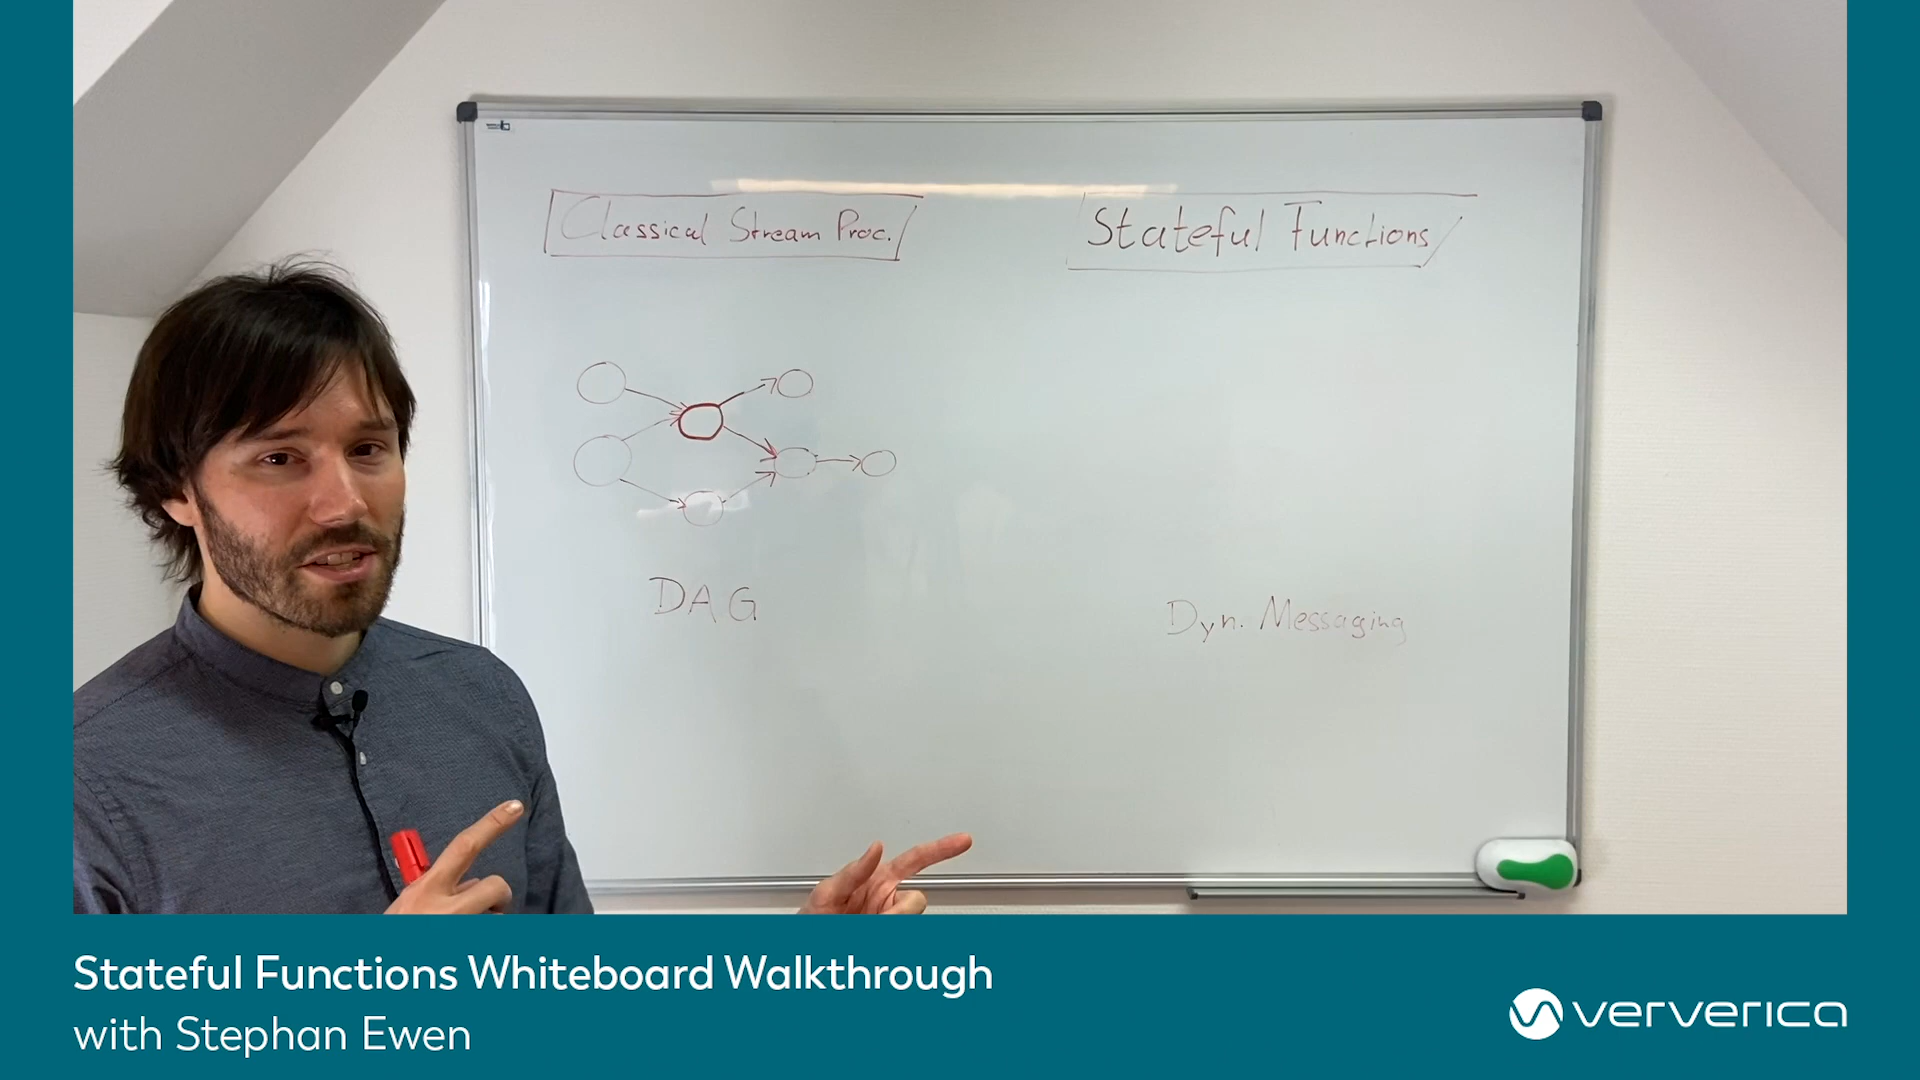 Classical Stream Proc.
Stateful Functions
DAG
Dyn. Messaging
Stateful Functions Whiteboard Walkthrough
with Stephan Ewen
ververica